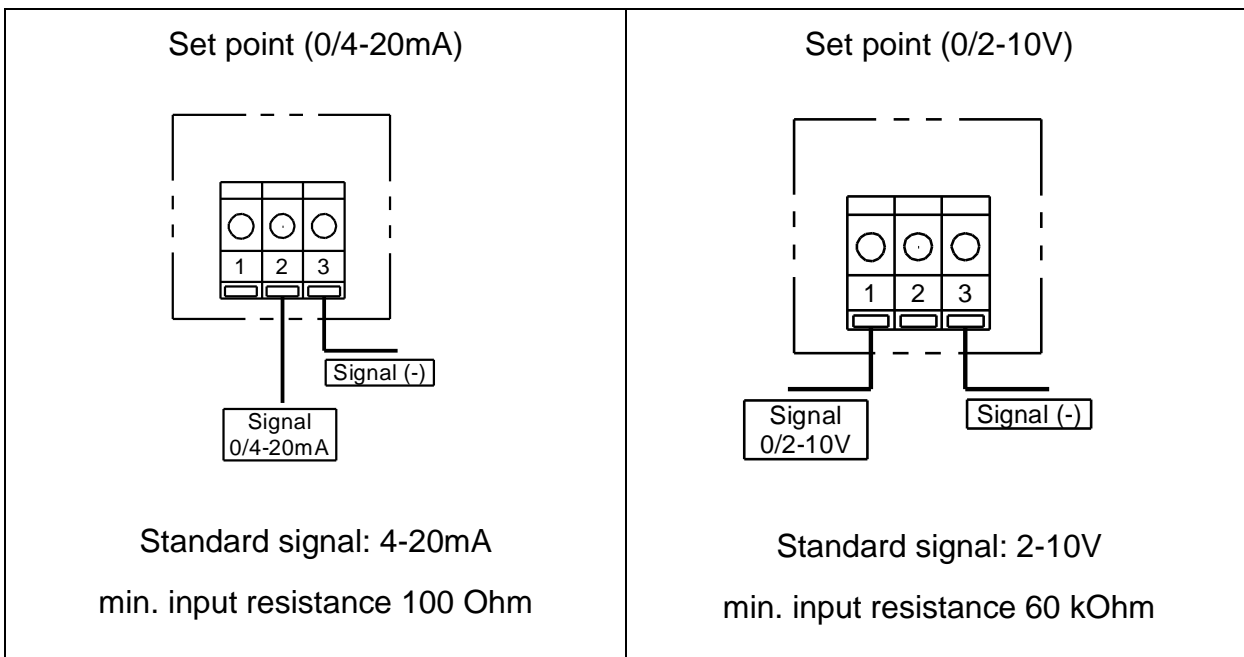 Set point (0/4-20mA)
1 2 3
Signal (-)
Signal
0/4-20mA
Standard signal: 4-20mA
min. input resistance 100 Ohm
Set point (0/2-10V)
1 2 3
Signal
0/2-10V
Signal (-)
Standard signal: 2-10V
min. input resistance 60 kOhm